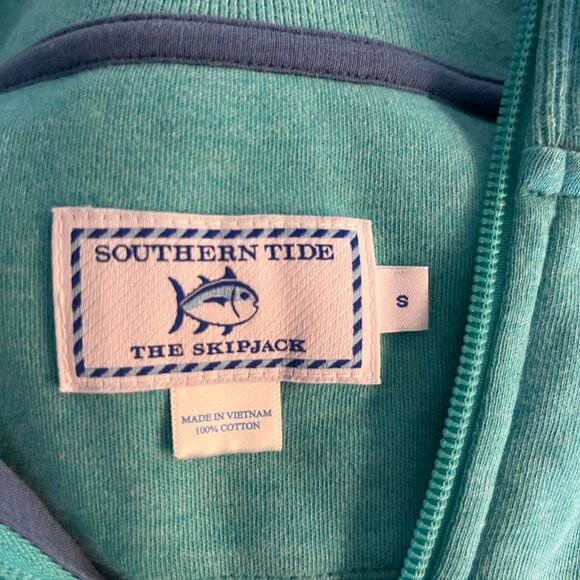 SOUTHERN TIDE
THE SKIPJACK
S
MADE IN VIETNAM
100% COTTON